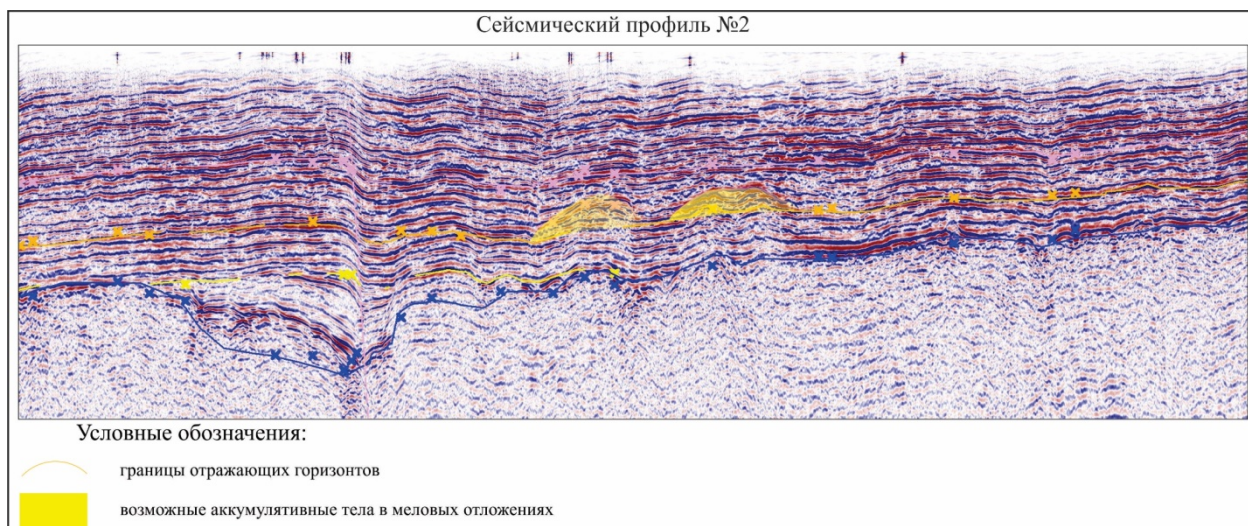 Сейсмический профиль №2
Условные обозначения:
границы отражающих горизонтов
возможные аккумулятивные тела в меловых отложениях